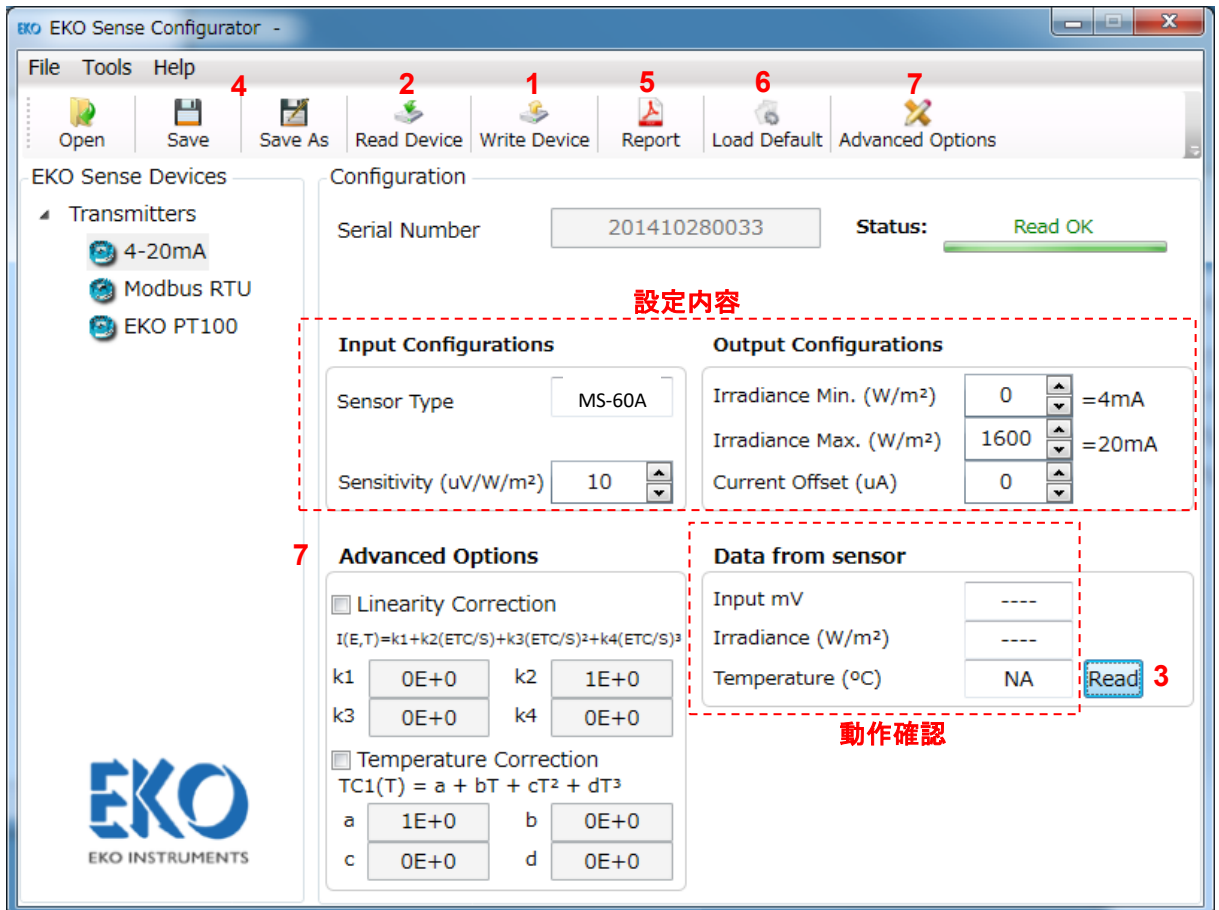 EKO EKO Sense Configurator -
File Tools Help
4 2 1 5 6 7
Open Save Save As Read Device Write Device Report Load Default Advanced Options
EKO Sense Devices
Transmitters
4-20mA
Modbus RTU
EKO PT100
Configuration
Serial Number 201410280033 Status: Read OK
設定内容
Input Configurations
Sensor Type MS-60A
Sensitivity (uV/W/m²) 10
Output Configurations
Irradiance Min. (W/m²) 0 =4mA
Irradiance Max. (W/m²) 1600 =20mA
Current Offset (uA) 0
7 Advanced Options
Linearity Correction
I(E,T)=k1+k2(ETC/S)+k3(ETC/S)²+k4(ETC/S)³
k1 0E+0 k2 1E+0
k3 0E+0 k4 0E+0
Temperature Correction
TC1(T) = a + bT + cT² + dT³
a 1E+0 b 0E+0
c 0E+0 d 0E+0
Data from sensor
Input mV ----
Irradiance (W/m²) ----
Temperature (ºC) NA Read 3
動作確認
EKO
EKO INSTRUMENTS